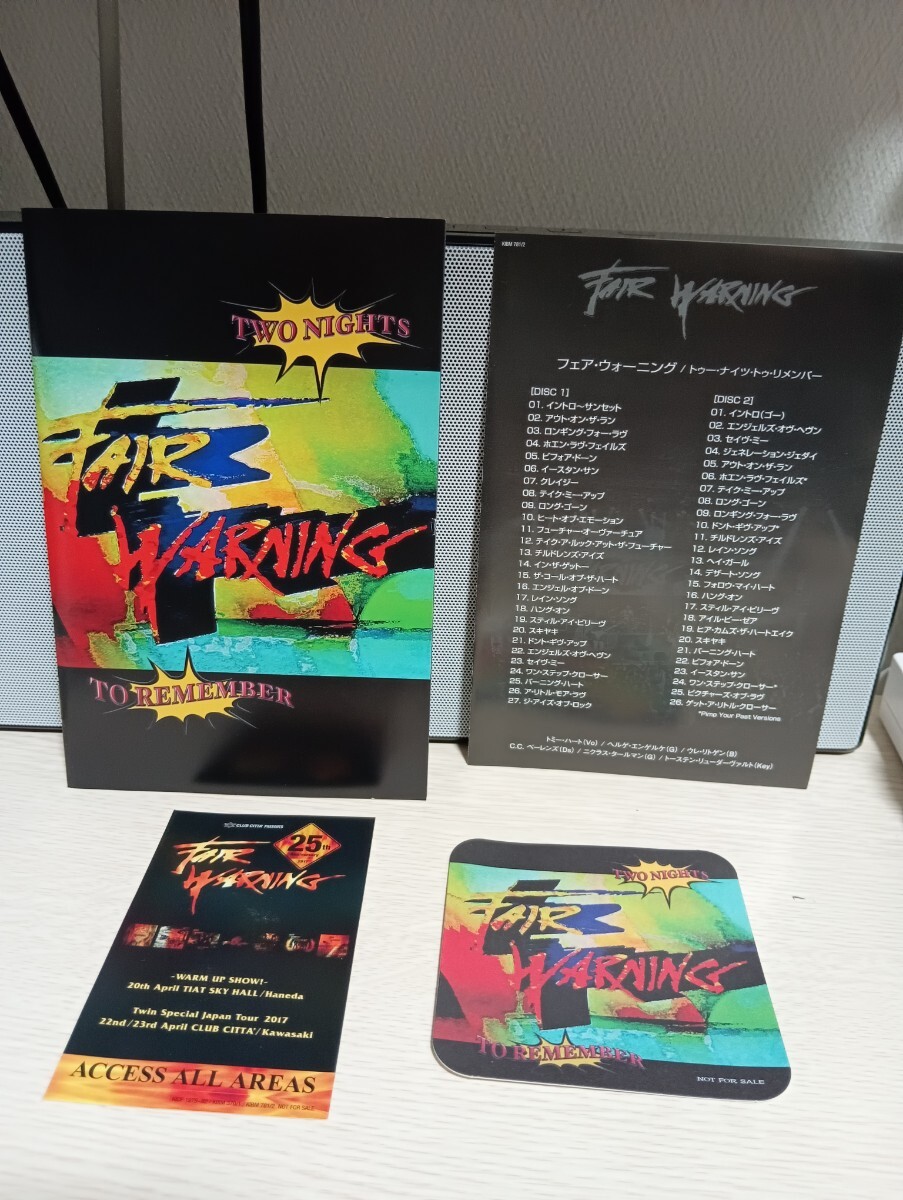 TWO NIGHTS
FAIR
WARNING
TO REMEMBER
KIBM 761/2
FAIR WARNING
フェア・ウォーニング / トゥー・ナイツ・トゥ・リメンバー
[DISC 1]
01. イントロ~サンセット
02. アウト・オン・ザ・ラン
03. ロンギング・フォー・ラヴ
04. ホエン・ラヴ・フェイルズ
05. ビフォア・ドーン
06. イースタン・サン
07. クレイジー
08. テイク・ミー・アップ
09. ロング・ゴーン
10. ヒート・オブ・エモーション
11. フューチャー・オーヴァーチュア
12. テイク・ア・ルック・アット・ザ・フューチャー
13. チルドレンズ・アイズ
14. イン・ザ・ゲットー
15. ザ・コール・オブ・ザ・ハート
16. エンジェル・オブ・ドーン
17. レイン・ソング
18. ハング・オン
19. スティル・アイ・ビリーヴ
20. スキヤキ
21. ドント・ギヴ・アップ
22. エンジェルズ・オヴ・ヘヴン
23. セイヴ・ミー
24. ワン・ステップ・クローサー
25. バーニング・ハート
26. ア・リトル・モア・ラヴ
27. ジ・アイズ・オブ・ロック
[DISC 2]
01. イントロ(ゴー)
02. エンジェルズ・オヴ・ヘヴン
03. セイヴ・ミー
04. ジェネレーション・ジェダイ
05. アウト・オン・ザ・ラン
06. ホエン・ラヴ・フェイルズ*
07. テイク・ミー・アップ
08. ロング・ゴーン
09. ロンギング・フォー・ラヴ
10. ドント・ギヴ・アップ*
11. チルドレンズ・アイズ
12. レイン・ソング
13. ヘイ・ガール
14. デザート・ソング
15. フォロウ・マイ・ハート
16. ハング・オン
17. スティル・アイ・ビリーヴ
18. アイル・ビー・ゼア
19. ヒア・カムズ・ザ・ハートエイク
20. スキヤキ
21. バーニング・ハート
22. ビフォア・ドーン
23. イースタン・サン
24. ワン・ステップ・クローサー*
25. ピクチャーズ・オブ・ラヴ
26. ゲット・ア・リトル・クローサー
*Pimp Your Past Versions
トミー・ハート(Vo) / ヘルゲ・エンゲルケ(G) / ウレ・リトゲン(B)
C.C. ベーレンズ(Ds) / ニクラス・タールマン(G) / トーステン・リューダーヴァルト(Key.)
CLUB CITTA' PRESENTS
25th
FAIR
WARNING
-WARM UP SHOW!-
20th April TIAT SKY HALL/Haneda
Twin Special Japan Tour 2017
22nd/23rd April CLUB CITTA'/Kawasaki
ACCESS ALL AREAS
NOT FOR SALE
TWO NIGHTS
FAIR
WARNING
TO REMEMBER
NOT FOR SALE